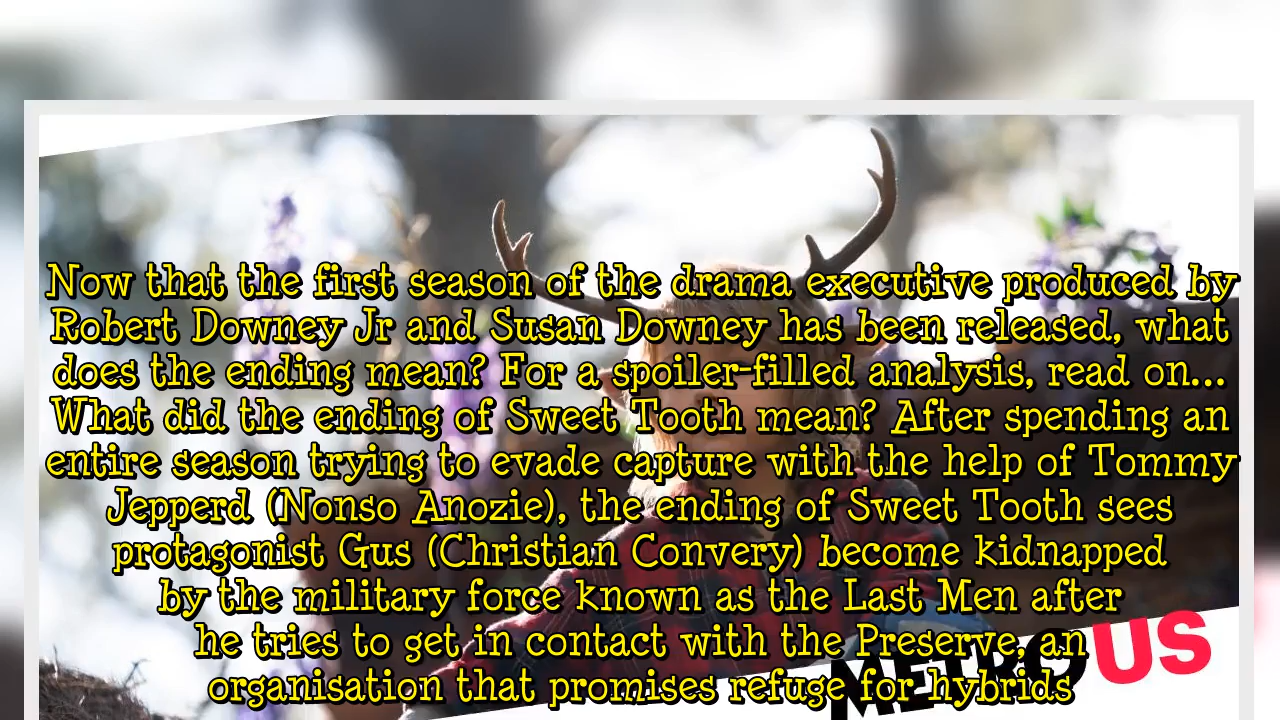 Now that the first season of the drama executive produced by
Robert Downey Jr and Susan Downey has been released, what
does the ending mean? For a spoiler-filled analysis, read on...
What did the ending of Sweet Tooth mean? After spending an
entire season trying to evade capture with the help of Tommy
Jepperd (Nonso Anozie), the ending of Sweet Tooth sees
protagonist Gus (Christian Convery) become kidnapped
by the military force known as the Last Men after
he tries to get in contact with the Preserve, an
organisation that promises refuge for hybrids
METRO US